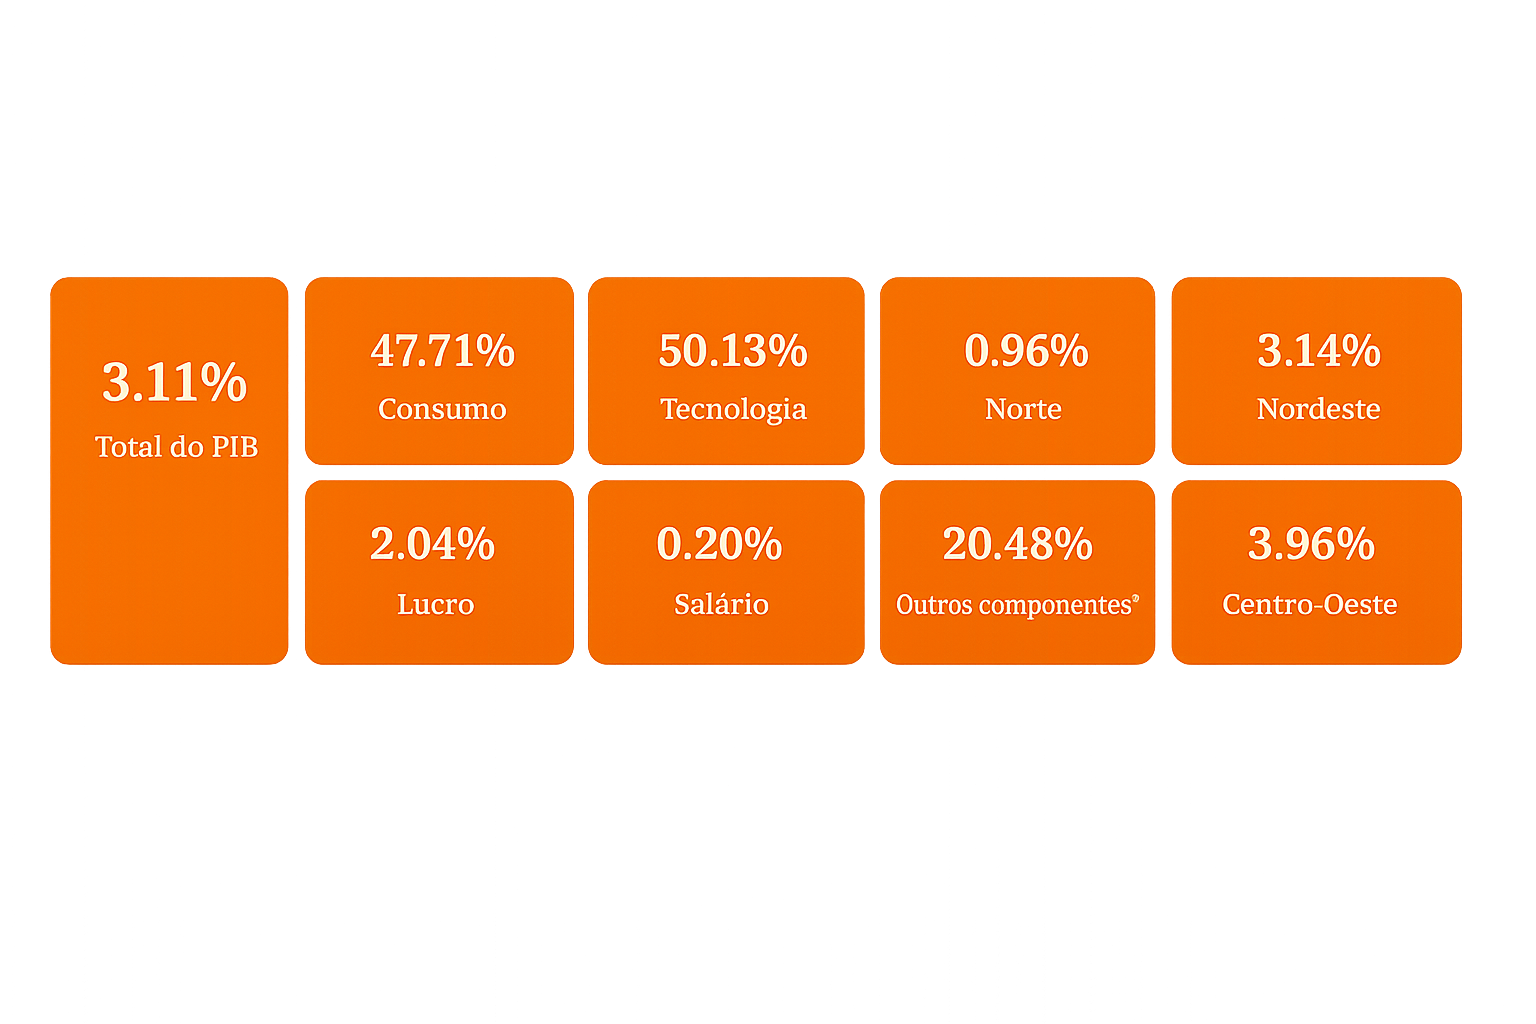 3.11%
Total do PIB
47.71%
Consumo
50.13%
Tecnologia
0.96%
Norte
3.14%
Nordeste
2.04%
Lucro
0.20%
Salário
20.48%
Outros componentes
3.96%
Centro-Oeste